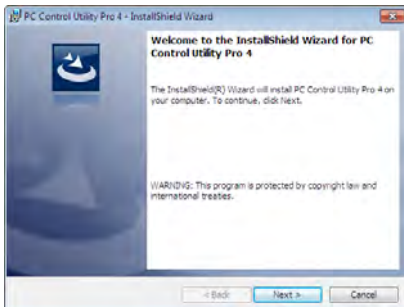 PC Control Utility Pro 4 - InstallShield Wizard
Welcome to the InstallShield Wizard for PC
Control Utility Pro 4
The InstallShield(R) Wizard will install PC Control Utility Pro 4 on
your computer. To continue, click Next.
WARNING: This program is protected by copyright law and
international treaties.
< Back
Next >
Cancel